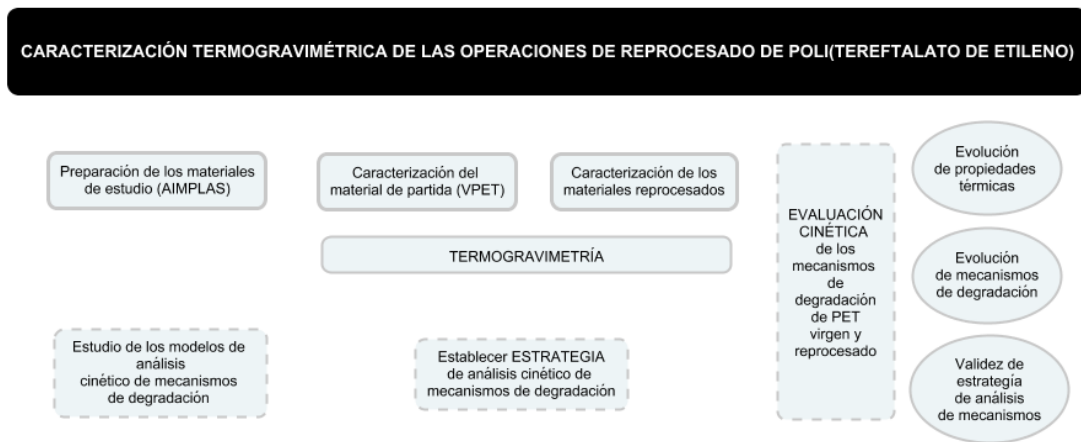 CARACTERIZACIÓN TERMOGRAVIMÉTRICA DE LAS OPERACIONES DE REPROCESADO DE POLI(TEREFTALATO DE ETILENO)
Preparación de los materiales
de estudio (AIMPLAS)
Caracterización del
material de partida (VPET)
Caracterización de los
materiales reprocesados
TERMOGRAVIMETRÍA
Estudio de los modelos de
análisis
cinético de mecanismos
de degradación
Establecer ESTRATEGIA
de análisis cinético de
mecanismos de degradación
EVALUACIÓN
CINÉTICA
de los
mecanismos
de
degradación
de PET
virgen y
reprocesado
Evolución
de propiedades
térmicas
Evolución
de mecanismos
de degradación
Validez de
estrategía
de análisis
de mecanismos